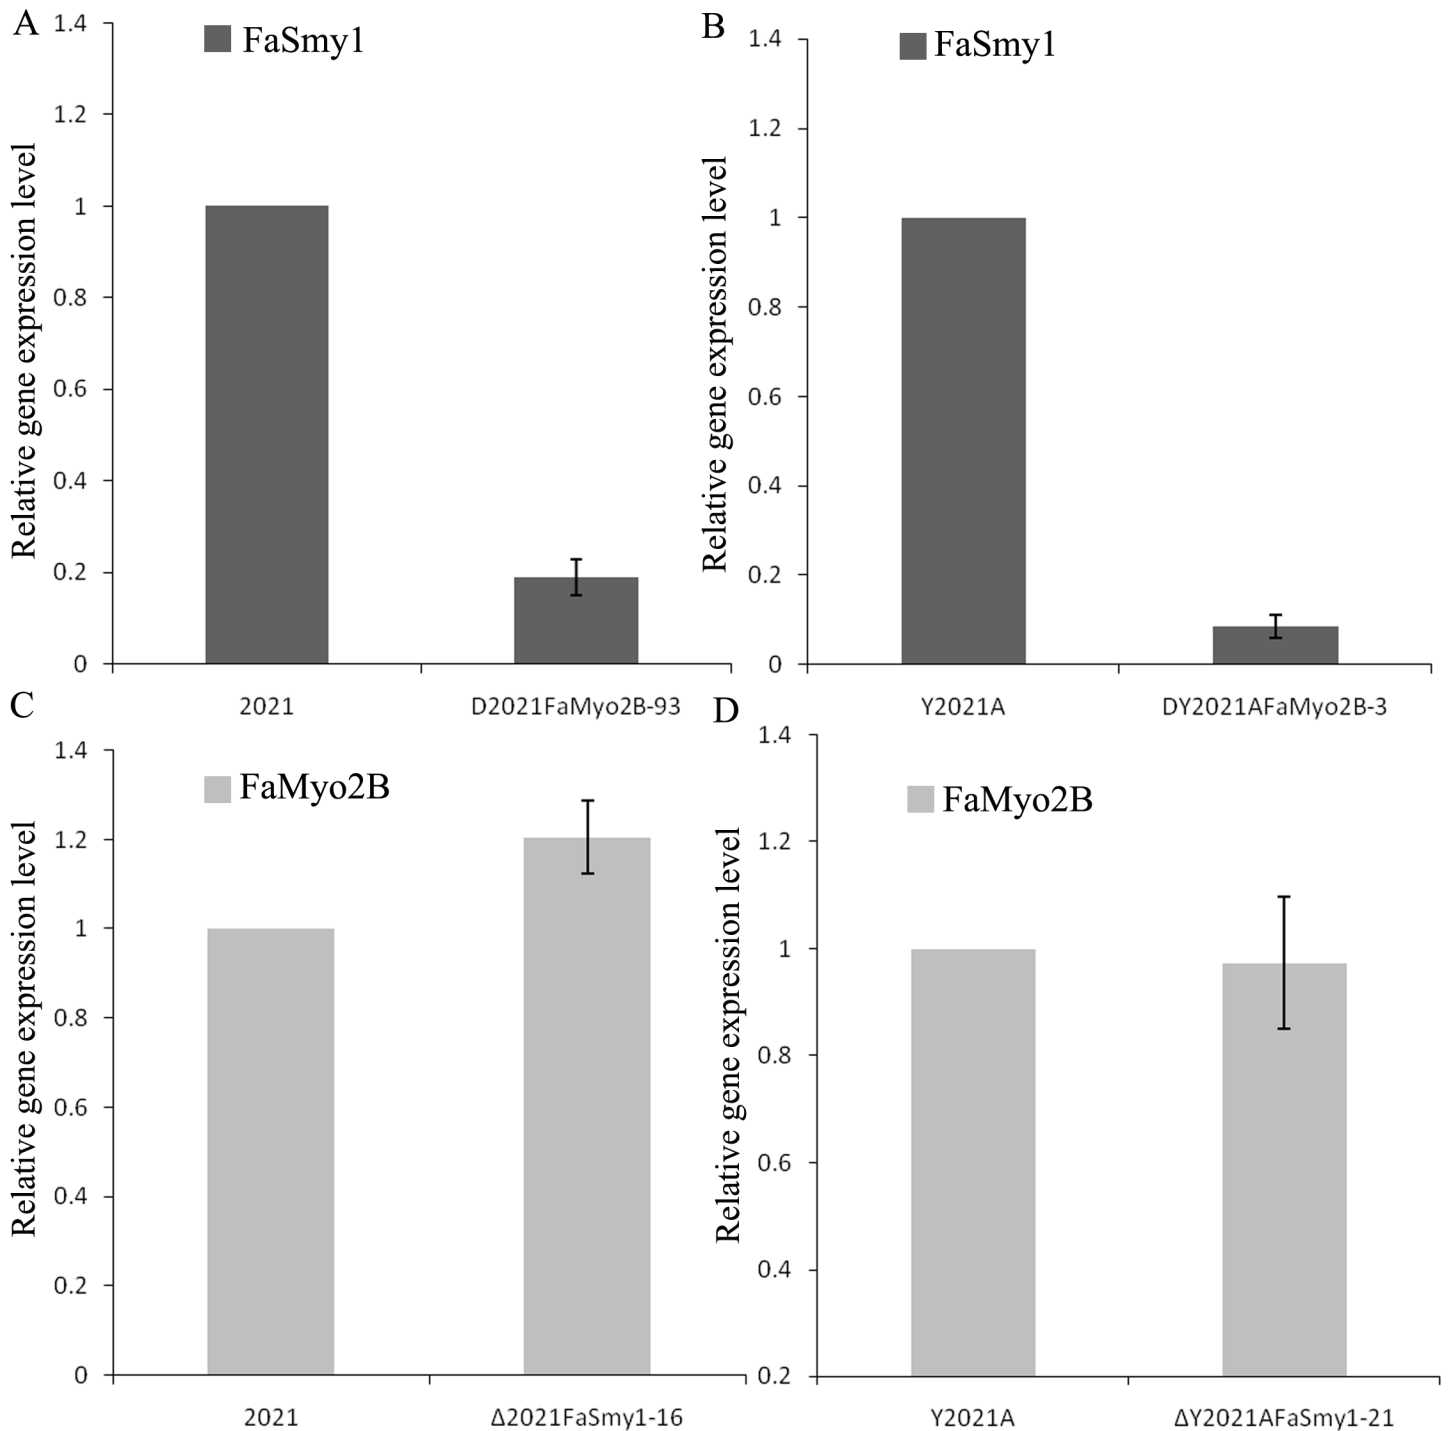 A
FaSmy1
Relative gene expression level
1.4
1.2
1
0.8
0.6
0.4
0.2
0
2021
D2021FaMyo2B-93
B
FaSmy1
Relative gene expression level
1.4
1.2
1
0.8
0.6
0.4
0.2
0
Y2021A
DY2021AFaMyo2B-3
C
FaMyo2B
Relative gene expression level
1.4
1.2
1
0.8
0.6
0.4
0.2
0
2021
Δ2021FaSmy1-16
D
FaMyo2B
Relative gene expression level
1.4
1.2
1
0.8
0.6
0.4
0.2
Y2021A
ΔY2021AFaSmy1-21